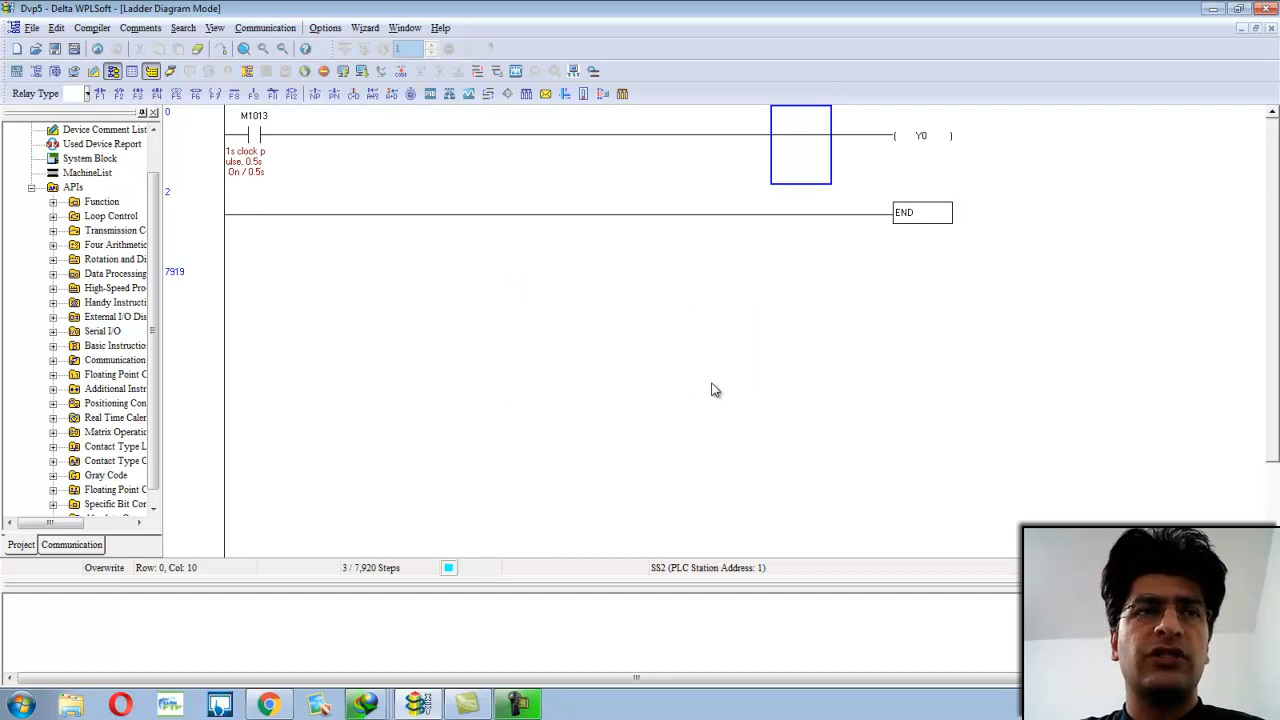 Dvp5 - Delta WPLSoft - [Ladder Diagram Mode]
File Edit Compiler Comments Search View Communication Options Wizard Window Help
1
Relay Type
Device Comment List
Used Device Report
System Block
MachineList
APIs
Function
Loop Control
Transmission C
Four Arithmeti
Rotation and Di
Data Processing
High-Speed Pro
Handy Instructi
External I/O Dis
Serial I/O
Basic Instructio
Communication
Floating Point C
Additional Instr
Positioning Con
Real Time Caler
Matrix Operatio
Contact Type L
Contact Type C
Gray Code
Floating Point C
Specific Bit Cor
Project Communication
0
M1013
Y0
1s clock p
ulse, 0.5s
On / 0.5s
2
END
7919
Overwrite Row: 0, Col: 10 3 / 7,920 Steps SS2 (PLC Station Address: 1)